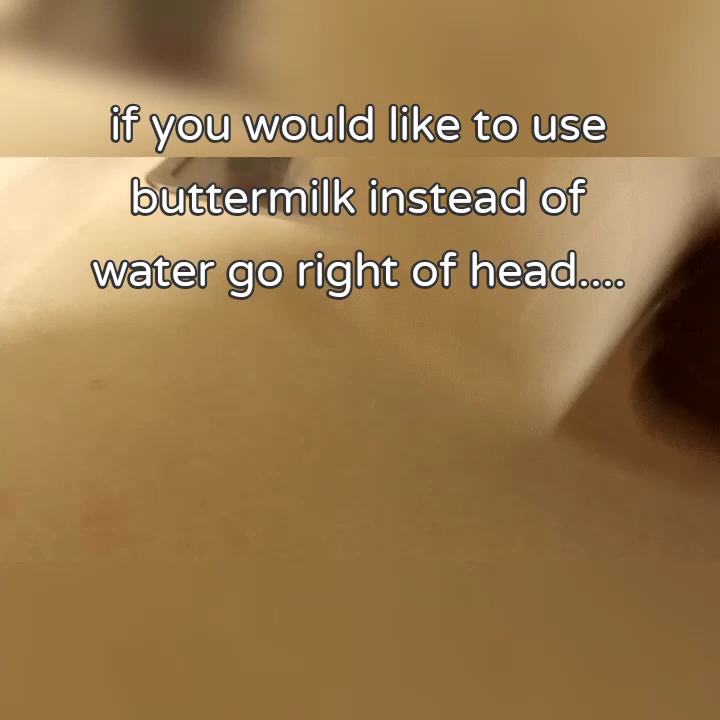 if you would like to use
buttermilk instead of
water go right of head....